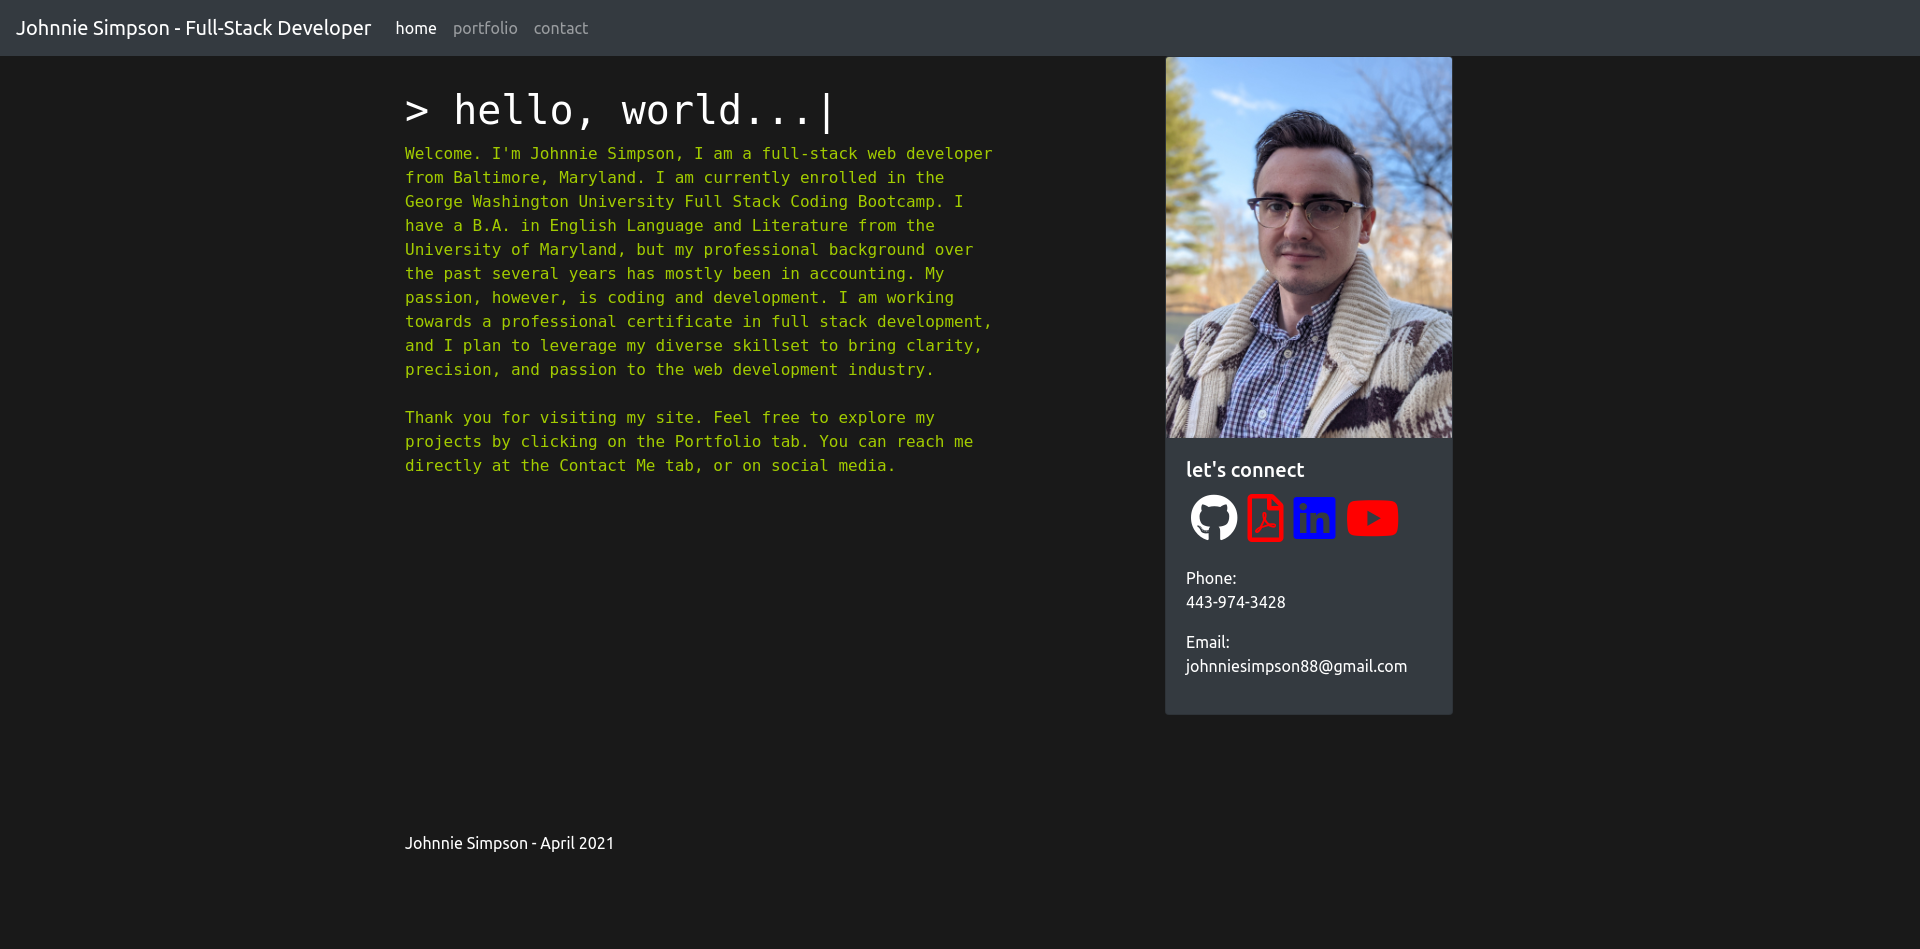 Johnnie Simpson - Full-Stack Developer home portfolio contact
> hello, world...|
Welcome. I'm Johnnie Simpson, I am a full-stack web developer
from Baltimore, Maryland. I am currently enrolled in the
George Washington University Full Stack Coding Bootcamp. I
have a B.A. in English Language and Literature from the
University of Maryland, but my professional background over
the past several years has mostly been in accounting. My
passion, however, is coding and development. I am working
towards a professional certificate in full stack development,
and I plan to leverage my diverse skillset to bring clarity,
precision, and passion to the web development industry.
Thank you for visiting my site. Feel free to explore my
projects by clicking on the Portfolio tab. You can reach me
directly at the Contact Me tab, or on social media.
let's connect
in
Phone:
443-974-3428
Email:
johnniesimpson88@gmail.com
Johnnie Simpson - April 2021